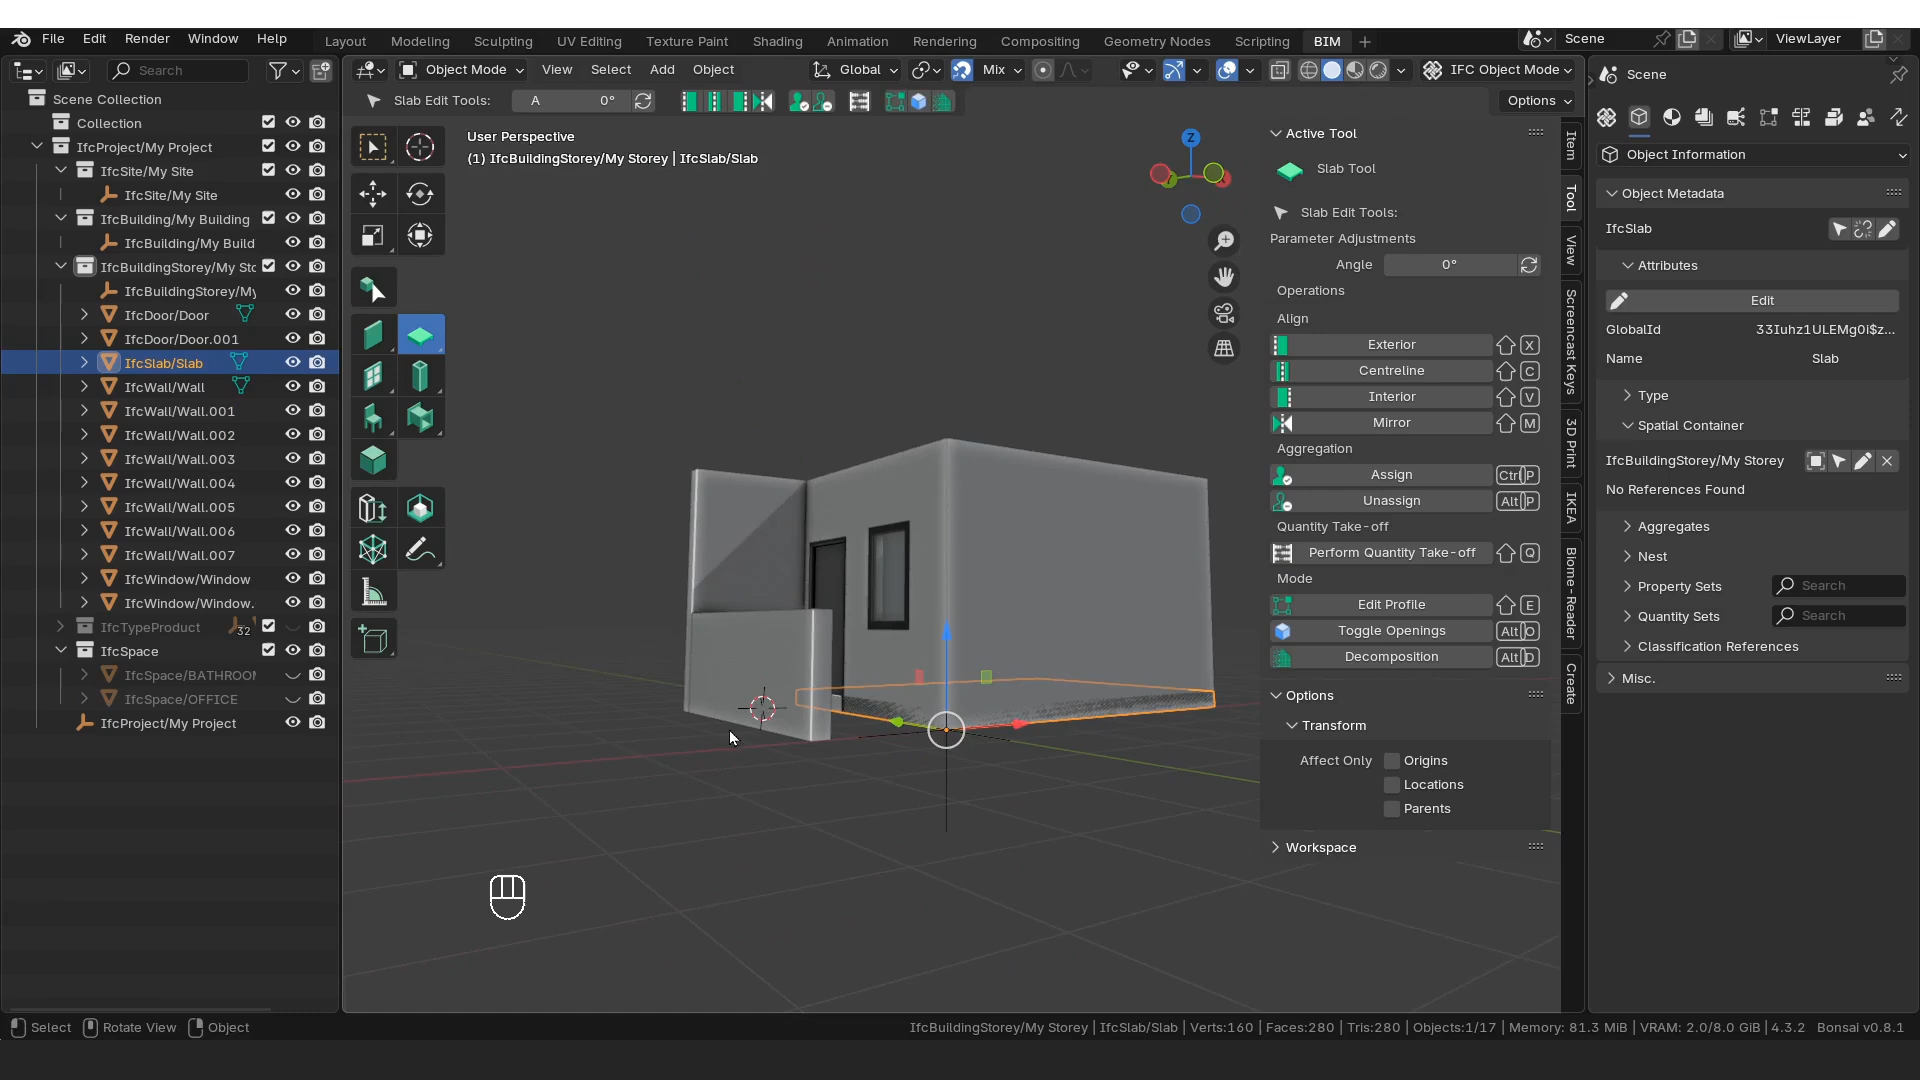 File Edit Render Window Help Layout Modeling Sculpting UV Editing Texture Paint Shading Animation Rendering Compositing Geometry Nodes Scripting BIM Scene ViewLayer
Search Object Mode View Select Add Object Global Mix IFC Object Mode Scene
Slab Edit Tools: A 0° Options
Scene Collection
Collection
IfcProject/My Project
IfcSite/My Site
IfcSite/My Site
IfcBuilding/My Building
IfcBuilding/My Build
IfcBuildingStorey/My Sto
IfcBuildingStorey/My
IfcDoor/Door
IfcDoor/Door.001
IfcSlab/Slab
IfcWall/Wall
IfcWall/Wall.001
IfcWall/Wall.002
IfcWall/Wall.003
IfcWall/Wall.004
IfcWall/Wall.005
IfcWall/Wall.006
IfcWall/Wall.007
IfcWindow/Window
IfcWindow/Window.
IfcTypeProduct 32
IfcSpace
IfcSpace/BATHROOM
IfcSpace/OFFICE
IfcProject/My Project
User Perspective
(1) IfcBuildingStorey/My Storey | IfcSlab/Slab
Z
Active Tool
Slab Tool
Slab Edit Tools:
Parameter Adjustments
Angle 0°
Operations
Align
Exterior X
Centreline C
Interior V
Mirror M
Aggregation
Assign Ctrl P
Unassign Alt P
Quantity Take-off
Perform Quantity Take-off Q
Mode
Edit Profile E
Toggle Openings Alt O
Decomposition Alt D
Options
Transform
Affect Only Origins
Locations
Parents
Workspace
Item
Tool
View
Screencast Keys
3D Print
IKEA
Biome - Reader
Create
Object Information
Object Metadata
IfcSlab
Attributes
Edit
GlobalId 33Iuhz1ULEMg0i$z...
Name Slab
Type
Spatial Container
IfcBuildingStorey/My Storey
No References Found
Aggregates
Nest
Property Sets Search
Quantity Sets Search
Classification References
Misc.
Select Rotate View Object IfcBuildingStorey/My Storey | IfcSlab/Slab | Verts:160 | Faces:280 | Tris:280 | Objects:1/17 | Memory: 81.3 MiB | VRAM: 2.0/8.0 GiB | 4.3.2 Bonsai v0.8.1